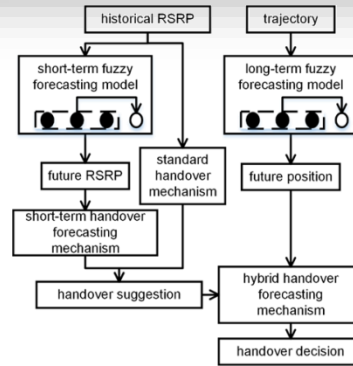 historical RSRP
trajectory
short-term fuzzy
forecasting model
long-term fuzzy
forecasting model
future RSRP
standard
handover
mechanism
future position
short-term handover
forecasting
mechanism
handover suggestion
hybrid handover
forecasting
mechanism
handover decision